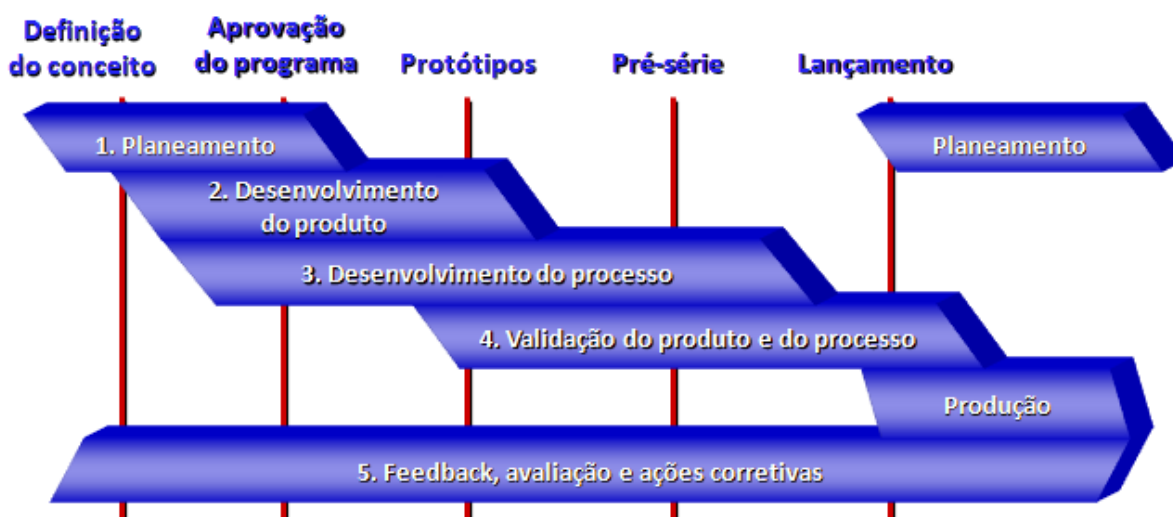 Definição
do conceito
Aprovação
do programa
Protótipos
Pré-série
Lançamento
1. Planeamento
Planeamento
2. Desenvolvimento
do produto
3. Desenvolvimento do processo
4. Validação do produto e do processo
Produção
5. Feedback, avaliação e ações corretivas